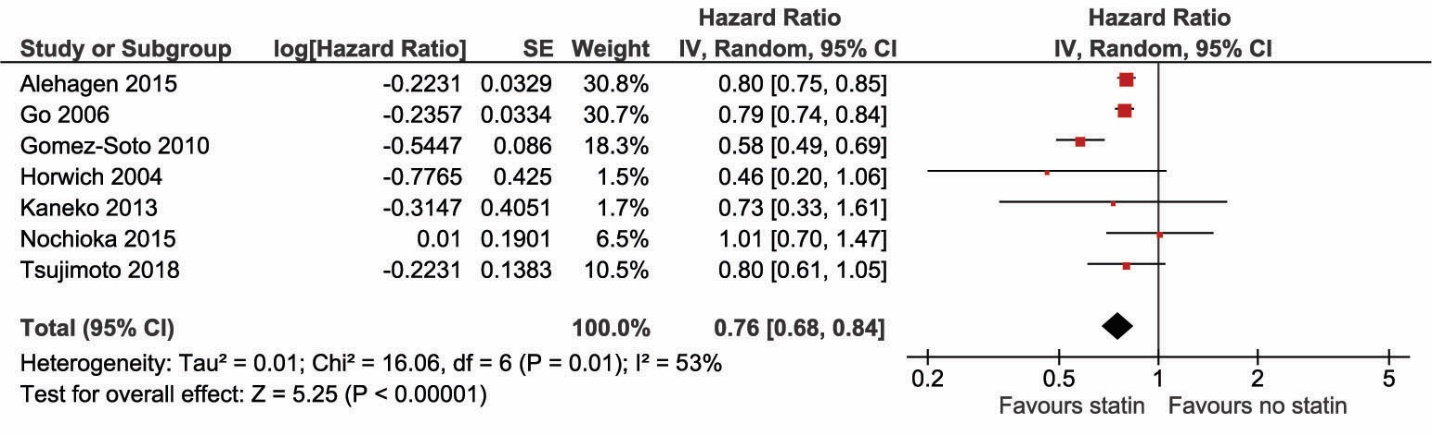 Hazard Ratio Hazard Ratio
Study or Subgroup log[Hazard Ratio] SE Weight IV, Random, 95% CI IV, Random, 95% CI
Alehagen 2015 -0.2231 0.0329 30.8% 0.80 [0.75, 0.85]
Go 2006 -0.2357 0.0334 30.7% 0.79 [0.74, 0.84]
Gomez-Soto 2010 -0.5447 0.086 18.3% 0.58 [0.49, 0.69]
Horwich 2004 -0.7765 0.425 1.5% 0.46 [0.20, 1.06]
Kaneko 2013 -0.3147 0.4051 1.7% 0.73 [0.33, 1.61]
Nochioka 2015 0.01 0.1901 6.5% 1.01 [0.70, 1.47]
Tsujimoto 2018 -0.2231 0.1383 10.5% 0.80 [0.61, 1.05]
Total (95% CI) 100.0% 0.76 [0.68, 0.84]
Heterogeneity: Tau² = 0.01; Chi² = 16.06, df = 6 (P = 0.01); I² = 53%
Test for overall effect: Z = 5.25 (P < 0.00001)
0.2 0.5 1 2 5
Favours statin Favours no statin